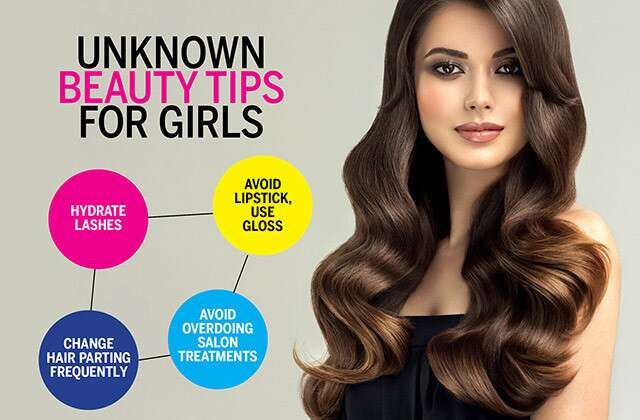 UNKNOWN
BEAUTY TIPS
FOR GIRLS
HYDRATE
LASHES
AVOID
LIPSTICK,
USE
GLOSS
CHANGE
HAIR PARTING
FREQUENTLY
AVOID
OVERDOING
SALON
TREATMENTS